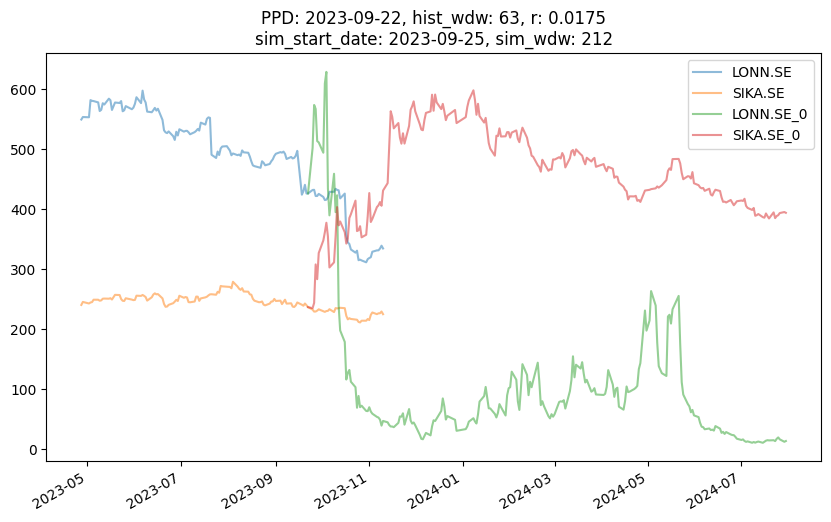 PPD: 2023-09-22, hist_wdw: 63, r: 0.0175
sim_start_date: 2023-09-25, sim_wdw: 212
LONN.SE
SIKA.SE
LONN.SE_0
SIKA.SE_0
600
500
400
300
200
100
0
2023-05
2023-07
2023-09
2023-11
2024-01
2024-03
2024-05
2024-07